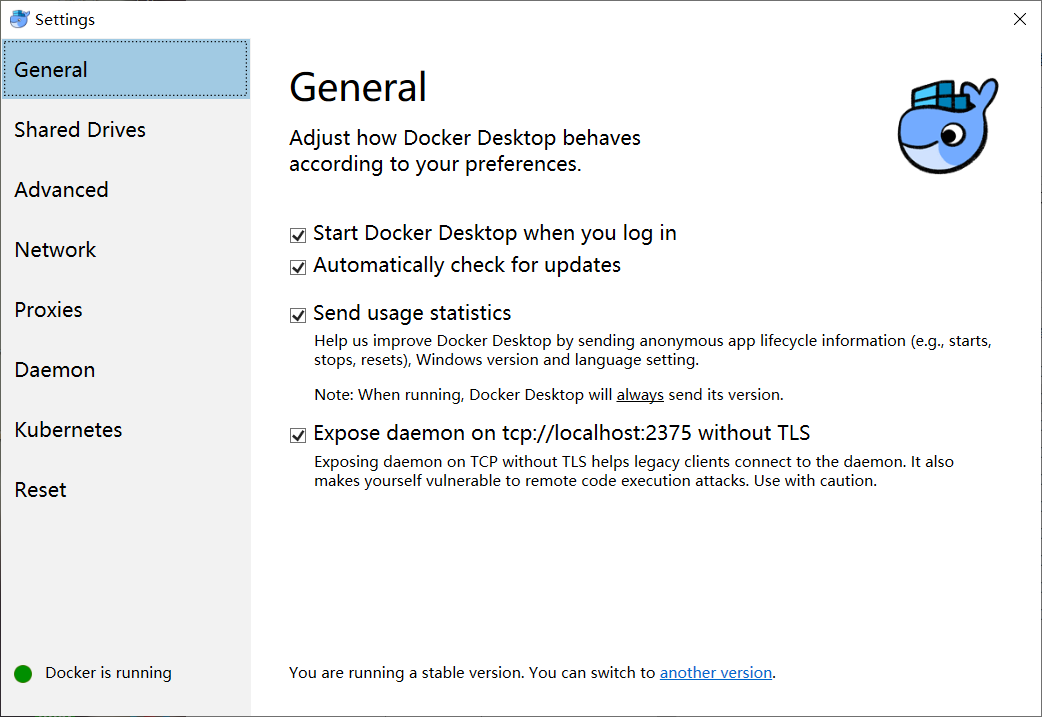 Settings
General
Shared Drives
Advanced
Network
Proxies
Daemon
Kubernetes
Reset
Docker is running
General
Adjust how Docker Desktop behaves
according to your preferences.
Start Docker Desktop when you log in
Automatically check for updates
Send usage statistics
Help us improve Docker Desktop by sending anonymous app lifecycle information (e.g., starts,
stops, resets), Windows version and language setting.
Note: When running, Docker Desktop will always send its version.
Expose daemon on tcp://localhost:2375 without TLS
Exposing daemon on TCP without TLS helps legacy clients connect to the daemon. It also
makes yourself vulnerable to remote code execution attacks. Use with caution.
You are running a stable version. You can switch to another version.